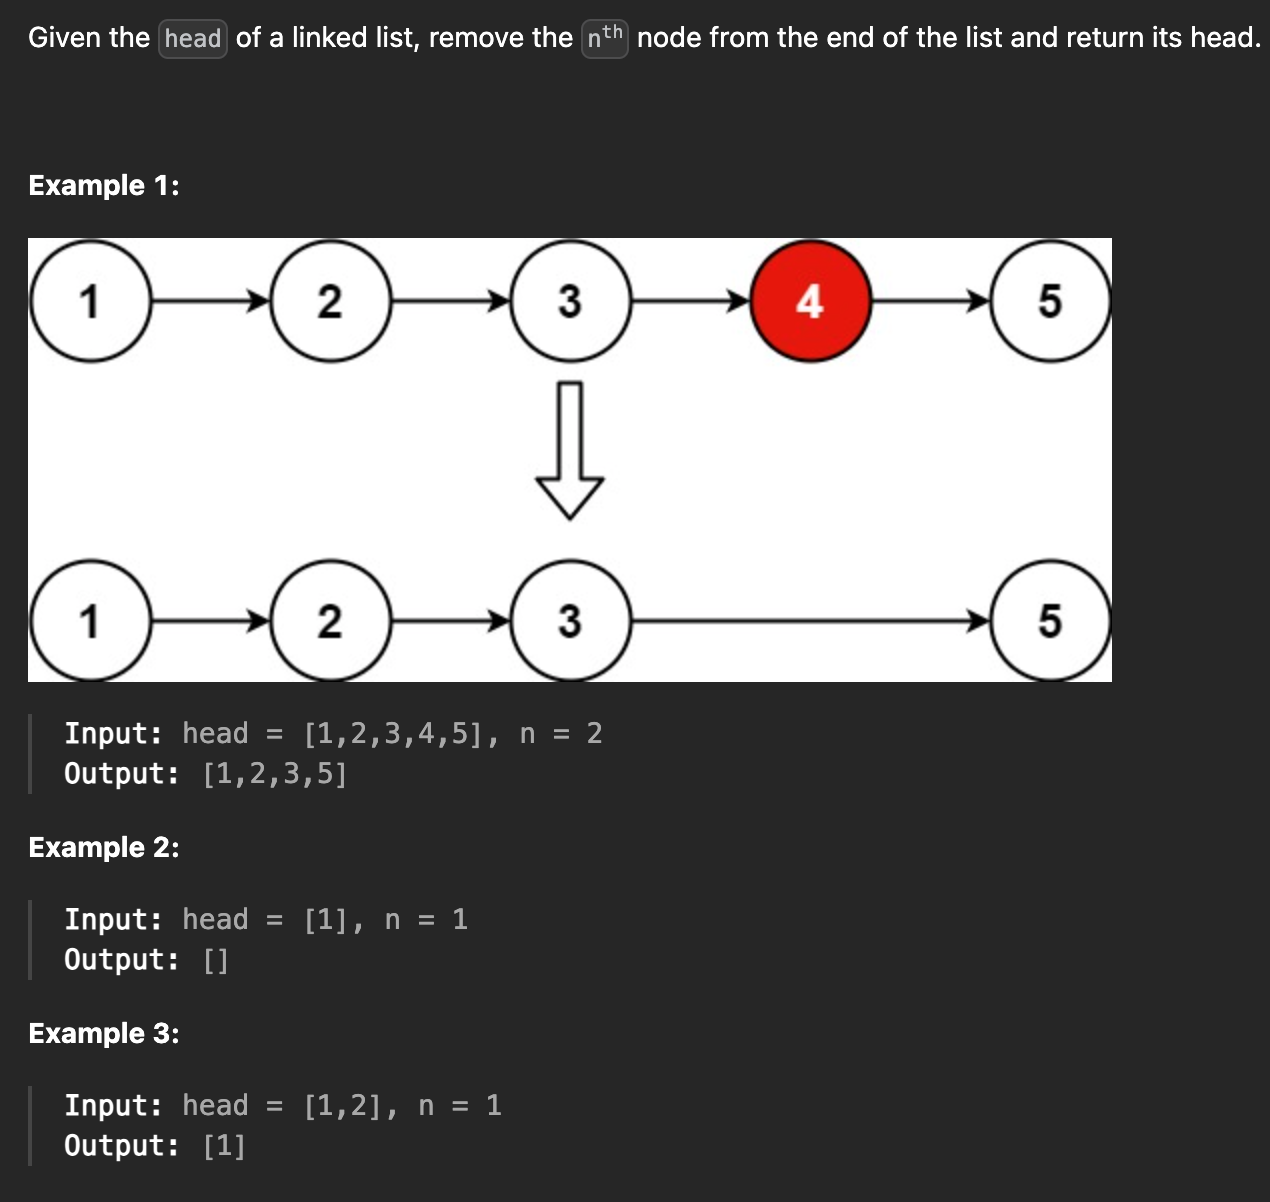 Given the head of a linked list, remove the nth node from the end of the list and return its head.
Example 1:
1 2 3 4 5
1 2 3 5
Input: head = [1,2,3,4,5], n = 2
Output: [1,2,3,5]
Example 2:
Input: head = [1], n = 1
Output: []
Example 3:
Input: head = [1,2], n = 1
Output: [1]